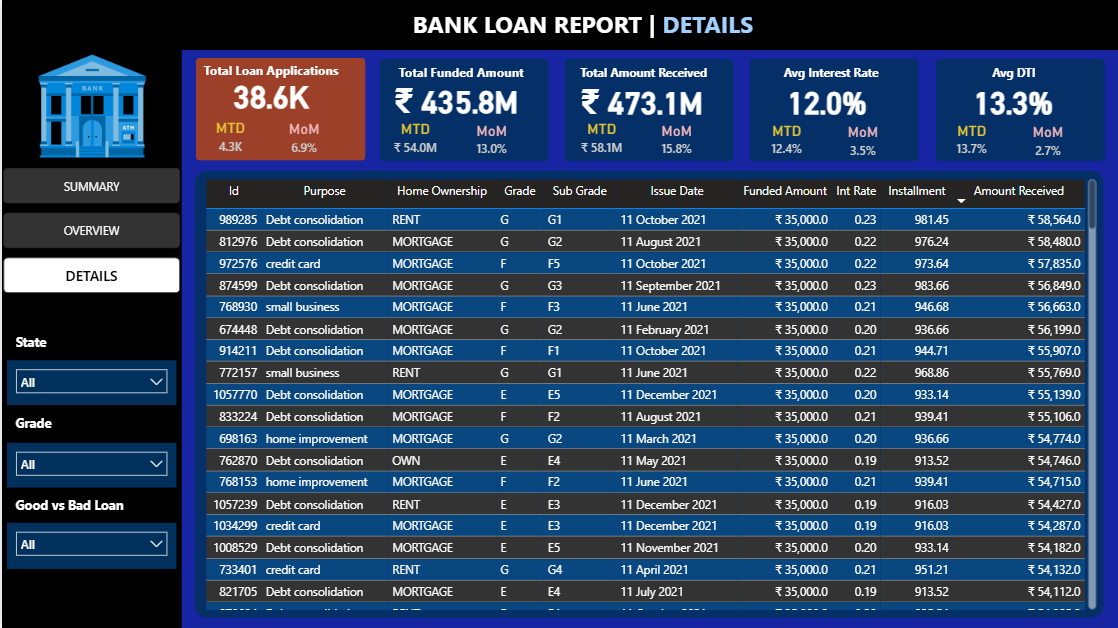 BANK LOAN REPORT | DETAILS
BANK
ATM
Total Loan Applications
38.6K
MTD MoM
4.3K 6.9%
Total Funded Amount
₹ 435.8M
MTD MoM
₹ 54.0M 13.0%
Total Amount Received
₹ 473.1M
MTD MoM
₹ 58.1M 15.8%
Avg Interest Rate
12.0%
MTD MoM
12.4% 3.5%
Avg DTI
13.3%
MTD MoM
13.7% 2.7%
SUMMARY
OVERVIEW
DETAILS
State
All
Grade
All
Good vs Bad Loan
All
Id Purpose Home Ownership Grade Sub Grade Issue Date Funded Amount Int Rate Installment Amount Received
989285 Debt consolidation RENT G G1 11 October 2021 ₹ 35,000.0 0.23 981.45 ₹ 58,564.0
812976 Debt consolidation MORTGAGE G G2 11 August 2021 ₹ 35,000.0 0.22 976.24 ₹ 58,480.0
972576 credit card MORTGAGE F F5 11 October 2021 ₹ 35,000.0 0.22 973.64 ₹ 57,835.0
874599 Debt consolidation MORTGAGE G G3 11 September 2021 ₹ 35,000.0 0.23 983.66 ₹ 56,849.0
768930 small business MORTGAGE F F3 11 June 2021 ₹ 35,000.0 0.21 946.68 ₹ 56,663.0
674448 Debt consolidation MORTGAGE G G2 11 February 2021 ₹ 35,000.0 0.20 936.66 ₹ 56,199.0
914211 Debt consolidation MORTGAGE F F1 11 October 2021 ₹ 35,000.0 0.21 944.71 ₹ 55,907.0
772157 small business RENT G G1 11 June 2021 ₹ 35,000.0 0.22 968.86 ₹ 55,769.0
1057770 Debt consolidation MORTGAGE E E5 11 December 2021 ₹ 35,000.0 0.20 933.14 ₹ 55,139.0
833224 Debt consolidation MORTGAGE F F2 11 August 2021 ₹ 35,000.0 0.21 939.41 ₹ 55,106.0
698163 home improvement MORTGAGE G G2 11 March 2021 ₹ 35,000.0 0.20 936.66 ₹ 54,774.0
762870 Debt consolidation OWN E E4 11 May 2021 ₹ 35,000.0 0.19 913.52 ₹ 54,746.0
768153 home improvement MORTGAGE F F2 11 June 2021 ₹ 35,000.0 0.21 939.41 ₹ 54,715.0
1057239 Debt consolidation RENT E E3 11 December 2021 ₹ 35,000.0 0.19 916.03 ₹ 54,427.0
1034299 credit card MORTGAGE E E3 11 December 2021 ₹ 35,000.0 0.19 916.03 ₹ 54,287.0
1008529 Debt consolidation MORTGAGE E E5 11 November 2021 ₹ 35,000.0 0.20 933.14 ₹ 54,182.0
733401 credit card RENT G G4 11 April 2021 ₹ 35,000.0 0.21 951.21 ₹ 54,132.0
821705 Debt consolidation MORTGAGE E E4 11 July 2021 ₹ 35,000.0 0.19 913.52 ₹ 54,112.0